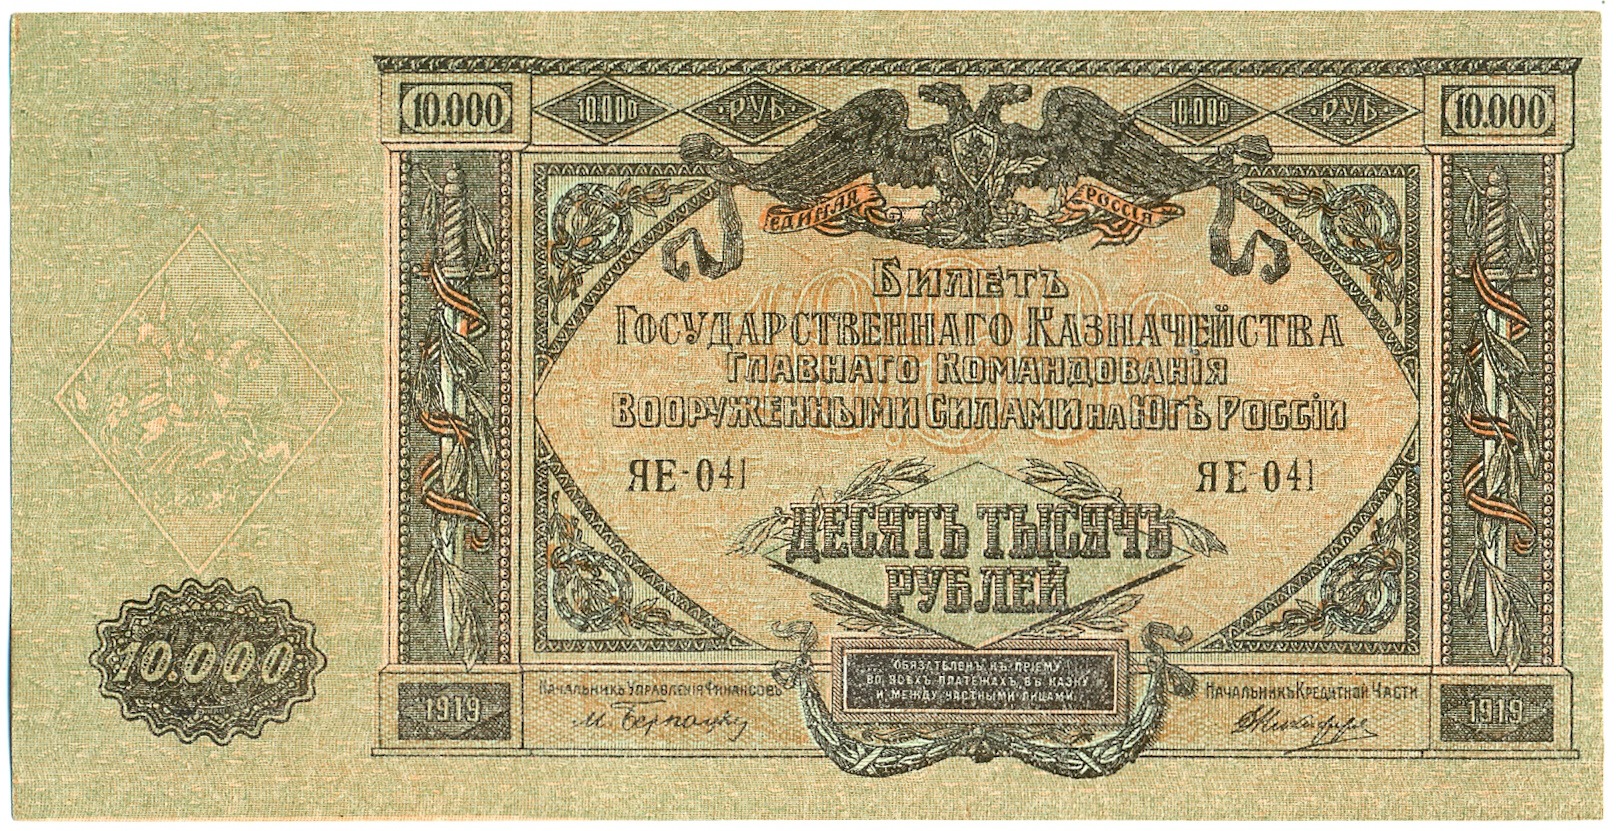 10.000 10.000 РУБ. 10.000 РУБ. 10.000
ЕДИНАЯ РОССІЯ
БИЛЕТЪ
ГОСУДАРСТВЕННАГО КАЗНАЧЕЙСТВА
ГЛАВНАГО КОМАНДОВАНІЯ
ВООРУЖЕННЫМИ СИЛАМИ НА ЮГѢ РОССІИ
ЯЕ-041 ЯЕ-041
ДЕСЯТЬ ТЫСЯЧЪ
РУБЛЕЙ
10.000
ОБЯЗАТЕЛЕНЪ КЪ ПРІЕМУ
ВО ВСѢХЪ ПЛАТЕЖАХЪ ВЪ КАЗНУ
И МЕЖДУ ЧАСТНЫМИ ЛИЦАМИ.
1919 НАЧАЛЬНИКЪ УПРАВЛЕНІЯ ФИНАНСОВЪ НАЧАЛЬНИКЪ КРЕДИТНОЙ ЧАСТИ 1919